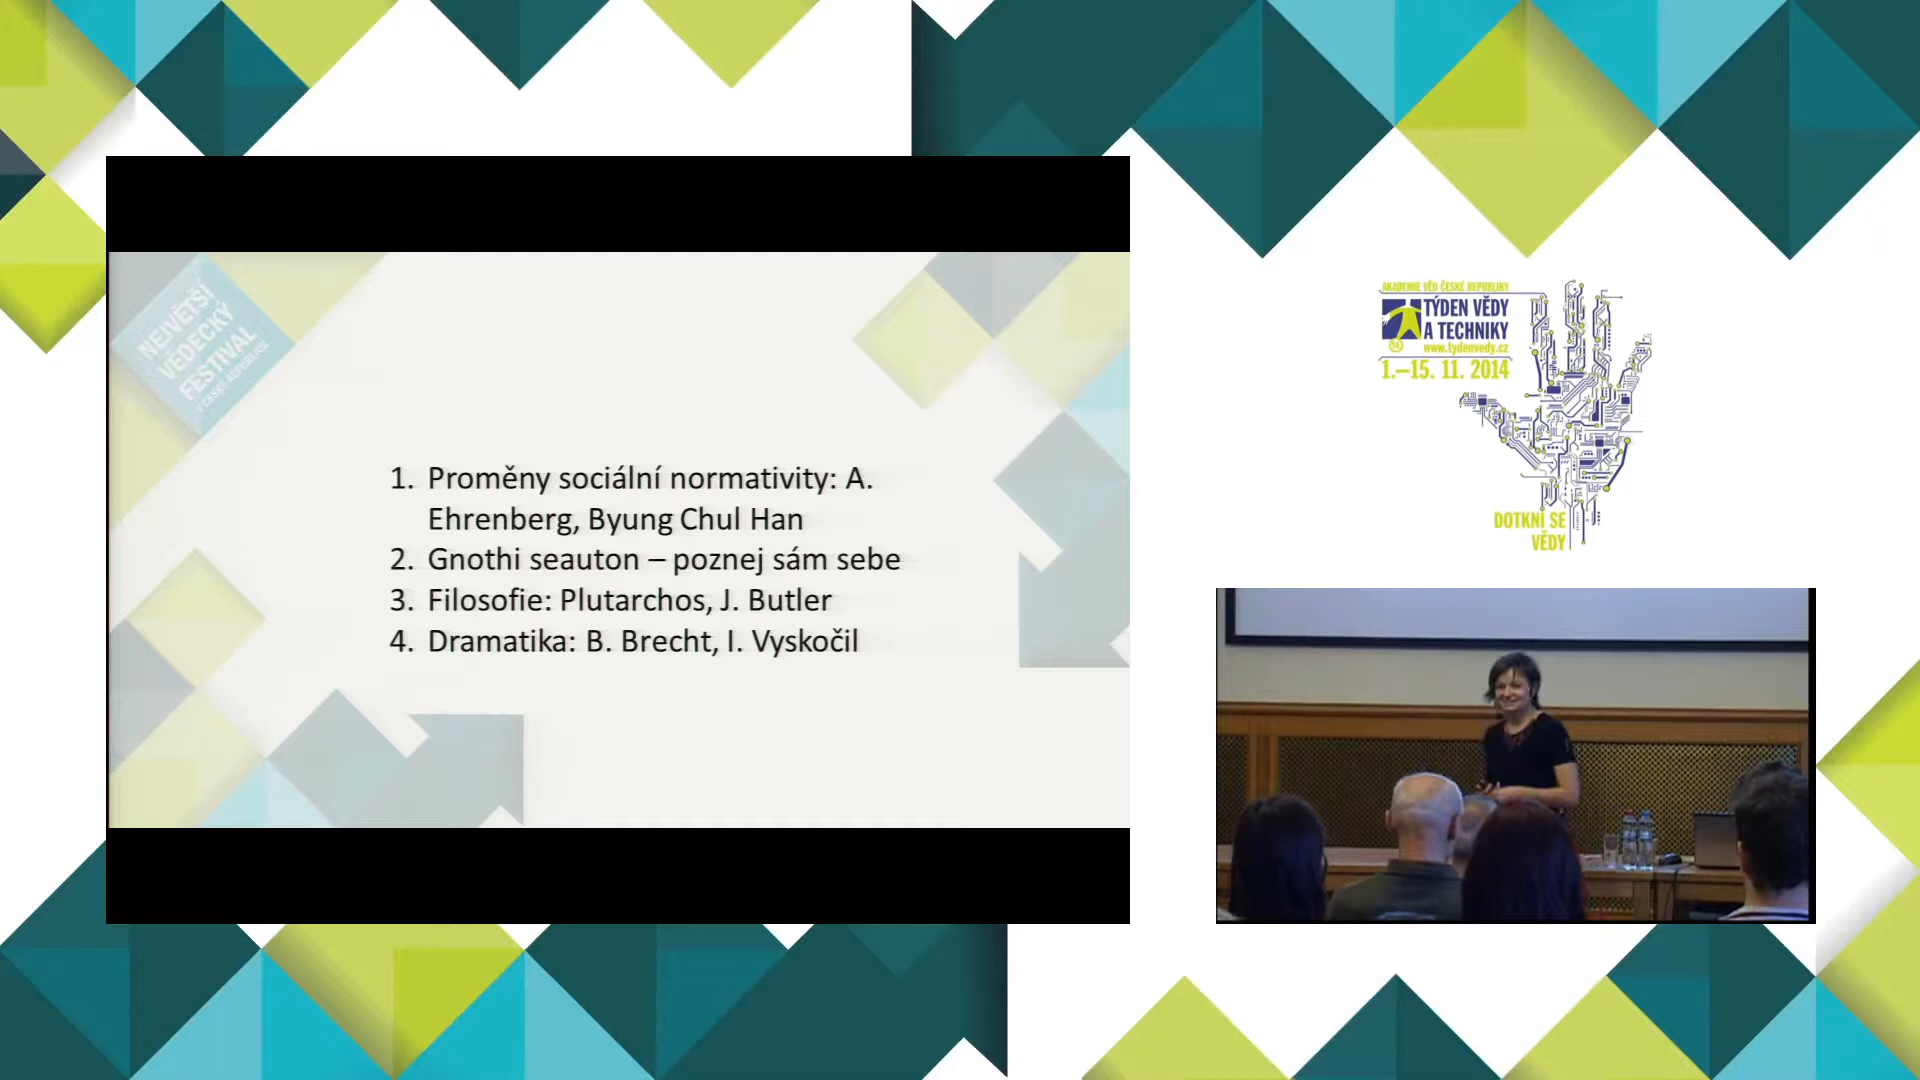 NEJVĚTŠÍ
VĚDECKÝ
FESTIVAL
V ČESKÉ REPUBLICE
1. Proměny sociální normativity: A.
Ehrenberg, Byung Chul Han
2. Gnothi seauton – poznej sám sebe
3. Filosofie: Plutarchos, J. Butler
4. Dramatika: B. Brecht, I. Vyskočil
AKADEMIE VĚD ČESKÉ REPUBLIKY
TÝDEN VĚDY
A TECHNIKY
www.tydenvedy.cz
1.–15. 11. 2014
DOTKNI SE
VĚDY